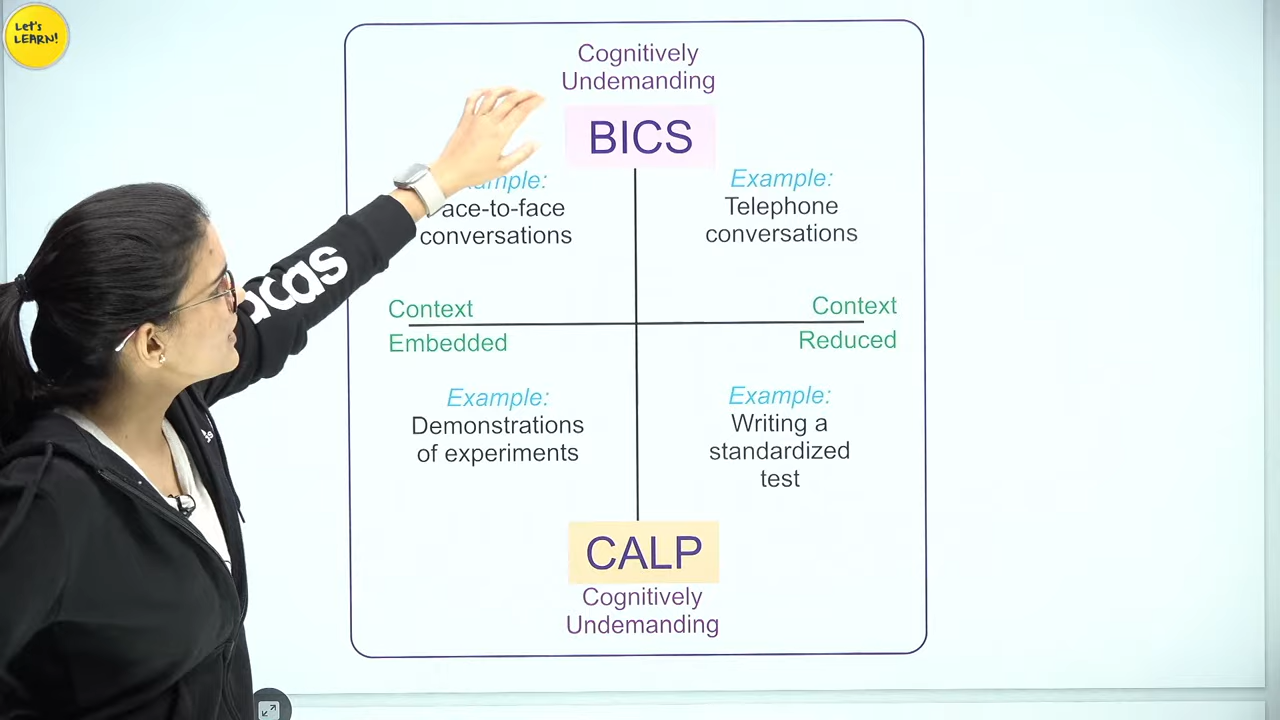 Let's
LEARN!
Cognitively
Undemanding
BICS
Example:
Telephone
conversations
ace-to-face
conversations
Context
Embedded
Context
Reduced
Example:
Demonstrations
of experiments
Example:
Writing a
standardized
test
CALP
Cognitively
Undemanding